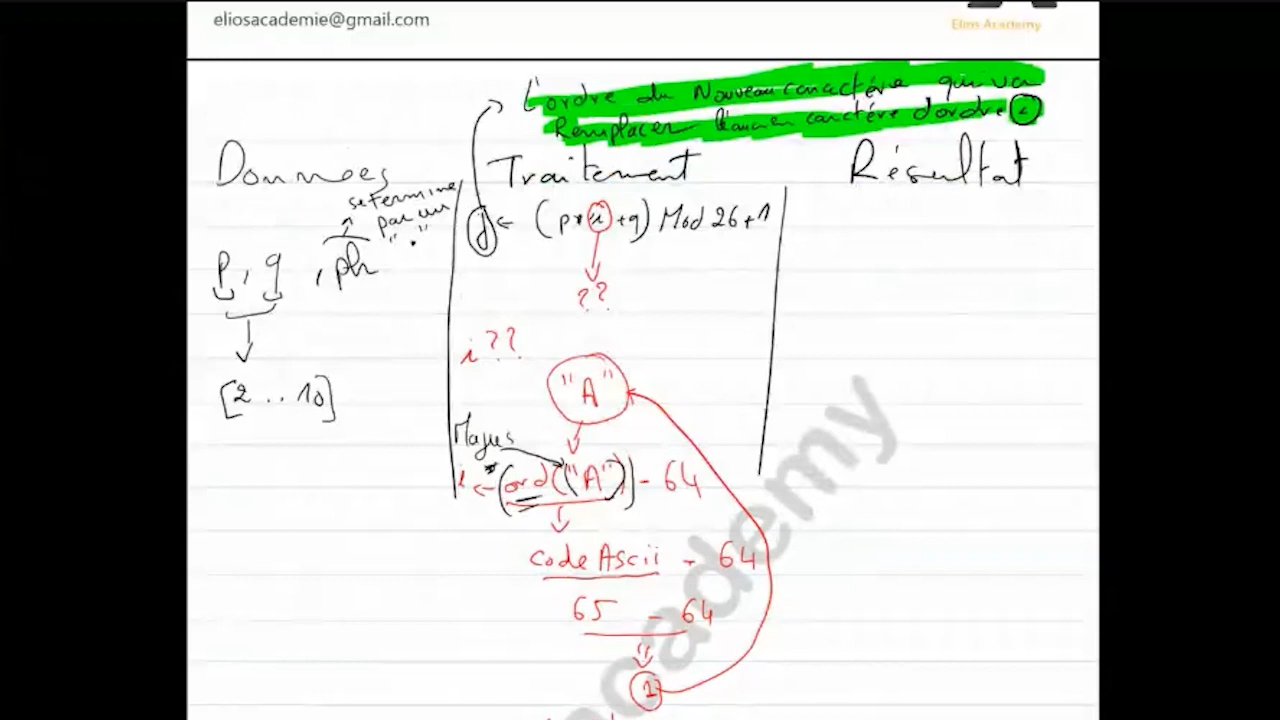 eliosacademie@gmail.com
Elios Academy
L'ordre du Nouveau caractère qui va
Remplacer l'ancien caractère d'ordre i
Données
Traitement
Résultat
se termine
par un
"."
p, q, ph
[2 .. 10]
j ← (p * i + q) Mod 26 + 1
??
i ??
"A"
Majus
i ← (ord("A")) - 64
code Ascii - 64
65 - 64
1
academy